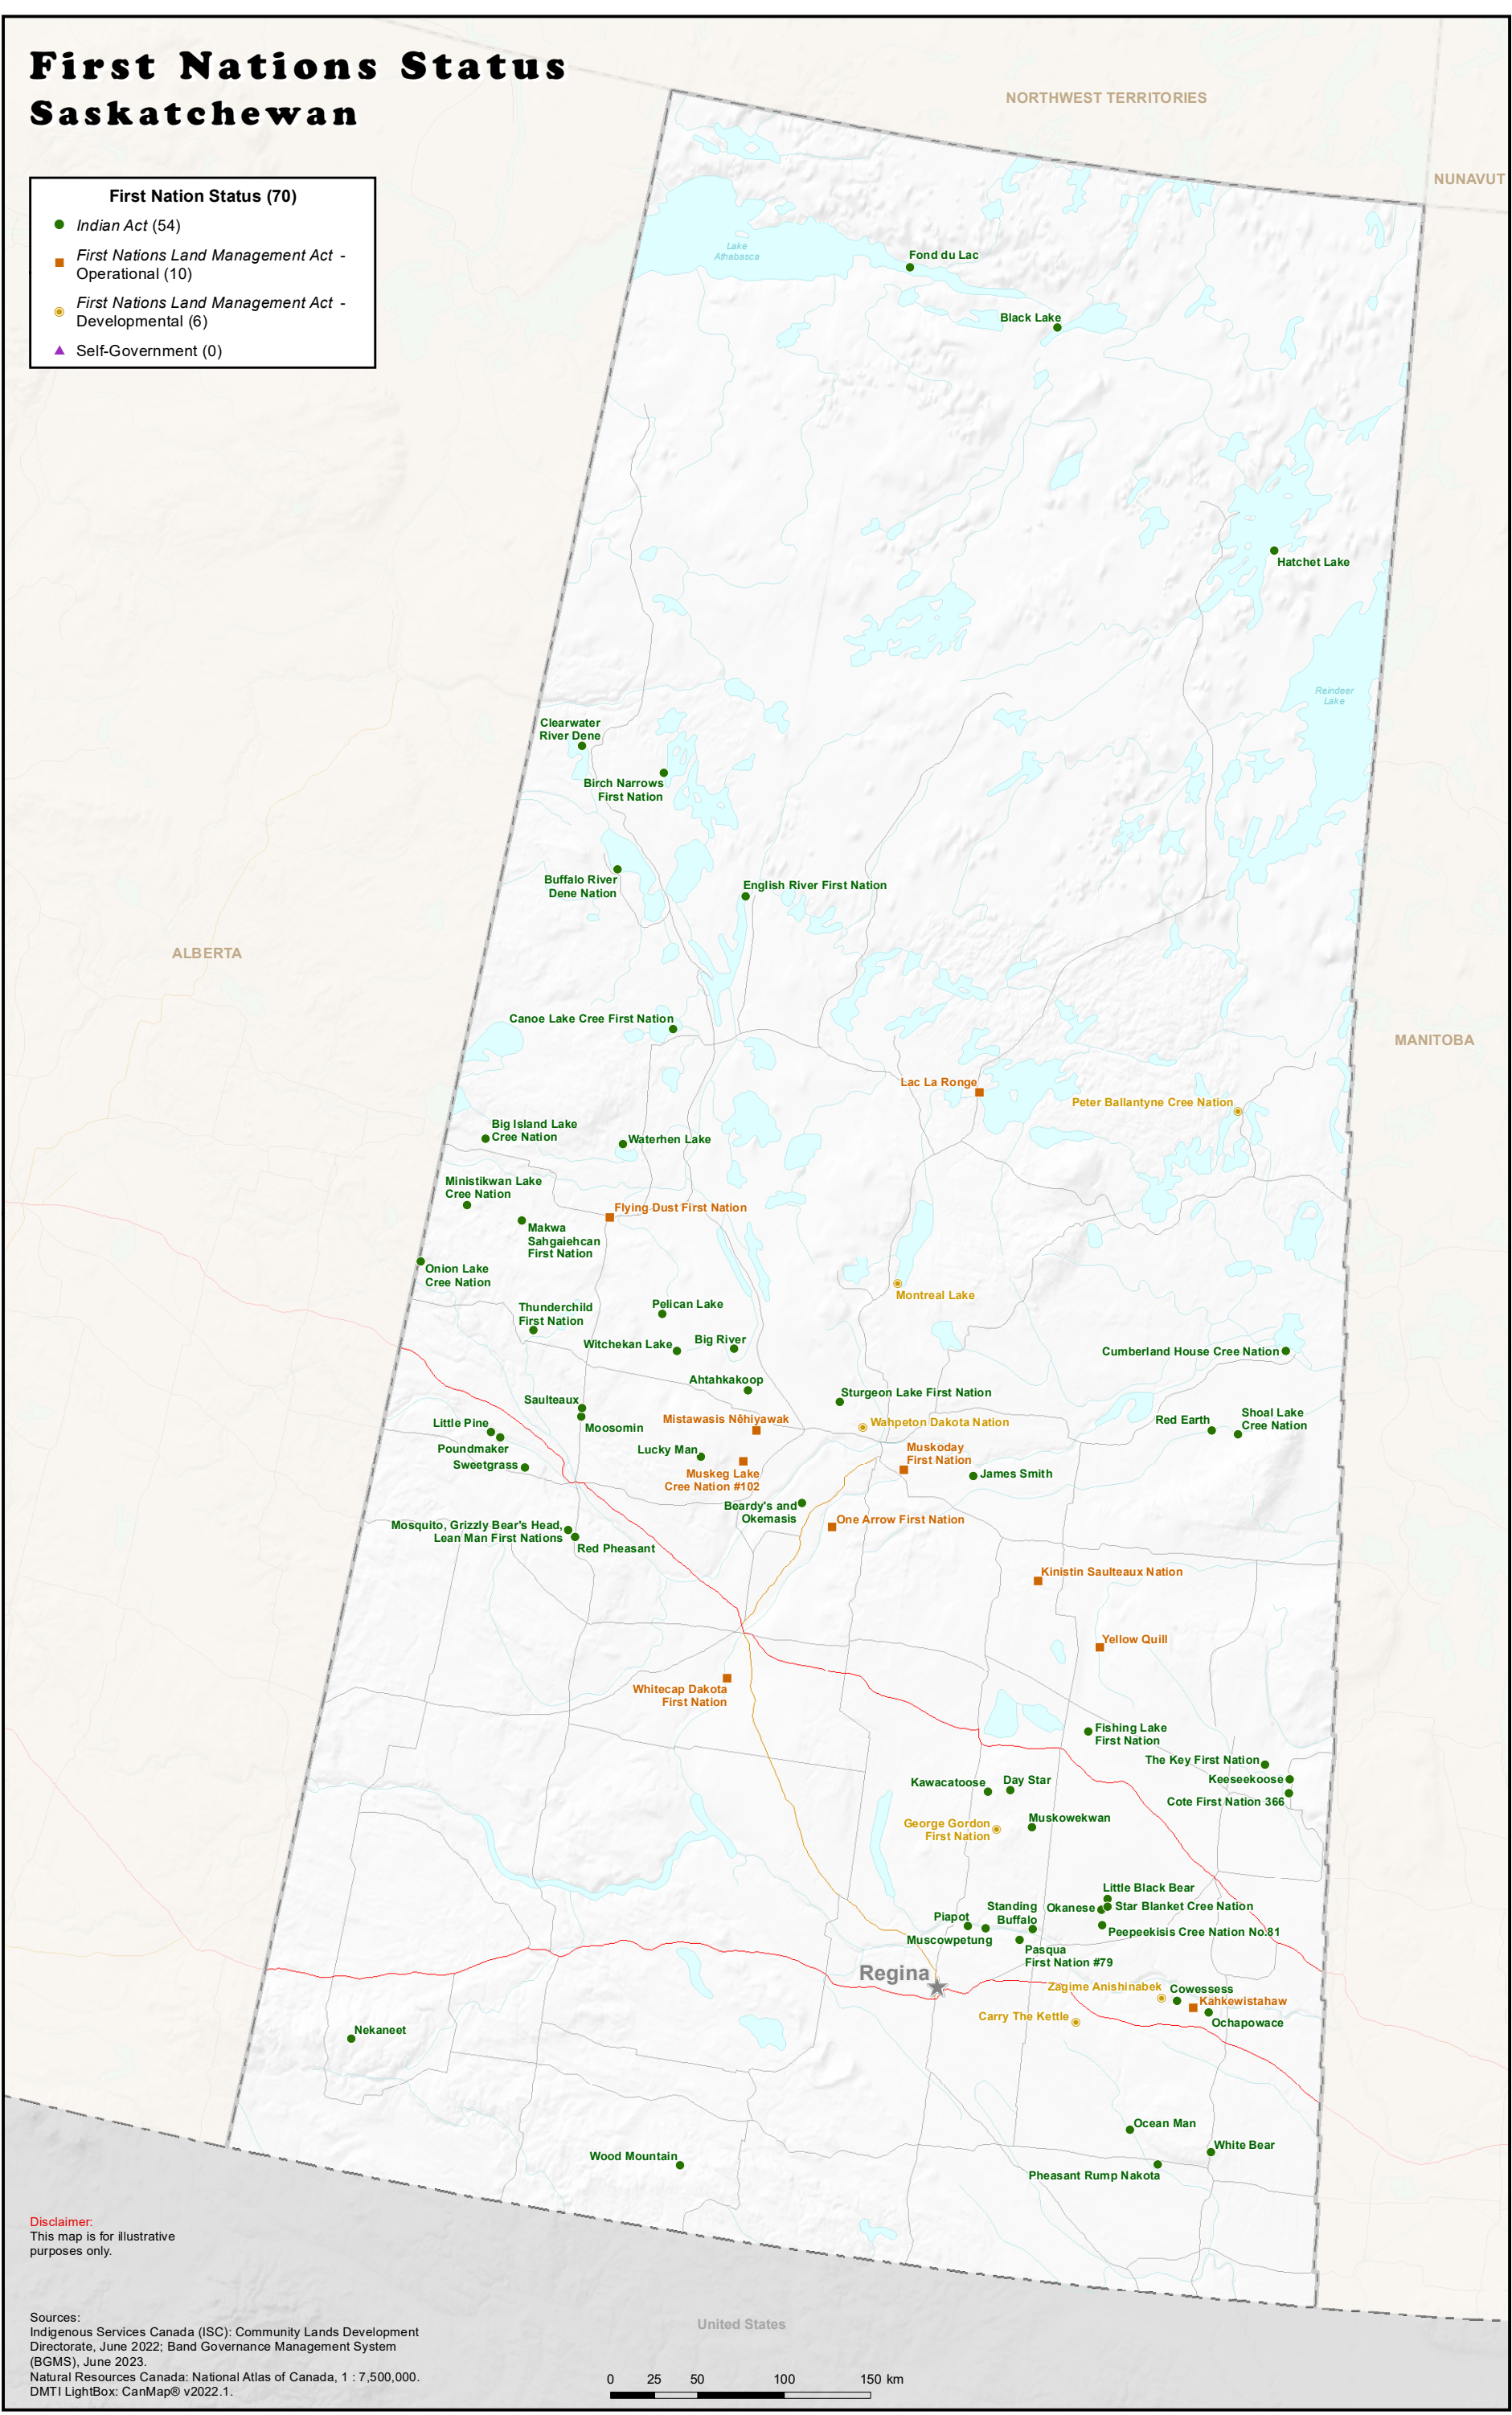 First Nations Status
Saskatchewan
First Nation Status (70)
Indian Act (54)
First Nations Land Management Act -
Operational (10)
First Nations Land Management Act -
Developmental (6)
Self-Government (0)
NORTHWEST TERRITORIES
NUNAVUT
Lake
Athabasca
Fond du Lac
Black Lake
Hatchet Lake
Reindeer
Lake
Clearwater
River Dene
Birch Narrows
First Nation
Buffalo River
Dene Nation
English River First Nation
ALBERTA
Canoe Lake Cree First Nation
MANITOBA
Lac La Ronge
Peter Ballantyne Cree Nation
Big Island Lake
Cree Nation
Waterhen Lake
Ministikwan Lake
Cree Nation
Flying Dust First Nation
Makwa
Sahgaiehcan
First Nation
Onion Lake
Cree Nation
Montreal Lake
Thunderchild
First Nation
Pelican Lake
Witchekan Lake
Big River
Cumberland House Cree Nation
Ahtahkakoop
Sturgeon Lake First Nation
Saulteaux
Moosomin
Mistawasis Nêhiyawak
Wahpeton Dakota Nation
Red Earth
Shoal Lake
Cree Nation
Little Pine
Poundmaker
Sweetgrass
Lucky Man
Muskeg Lake
Cree Nation #102
Muskoday
First Nation
James Smith
Beardy's and
Okemasis
One Arrow First Nation
Mosquito, Grizzly Bear's Head,
Lean Man First Nations
Red Pheasant
Kinistin Saulteaux Nation
Yellow Quill
Whitecap Dakota
First Nation
Fishing Lake
First Nation
The Key First Nation
Keeseekoose
Cote First Nation 366
Kawacatoose
Day Star
George Gordon
First Nation
Muskowekwan
Little Black Bear
Okanese
Star Blanket Cree Nation
Standing
Buffalo
Piapot
Muscowpetung
Peepeekisis Cree Nation No.81
Pasqua
First Nation #79
Regina
Zagime Anishinabek
Cowessess
Kahkewistahaw
Ochapowace
Carry The Kettle
Nekaneet
Ocean Man
White Bear
Pheasant Rump Nakota
Wood Mountain
Disclaimer:
This map is for illustrative
purposes only.
United States
Sources:
Indigenous Services Canada (ISC): Community Lands Development
Directorate, June 2022; Band Governance Management System
(BGMS), June 2023.
Natural Resources Canada: National Atlas of Canada, 1 : 7,500,000.
DMTI LightBox: CanMap® v2022.1.
0 25 50 100 150 km